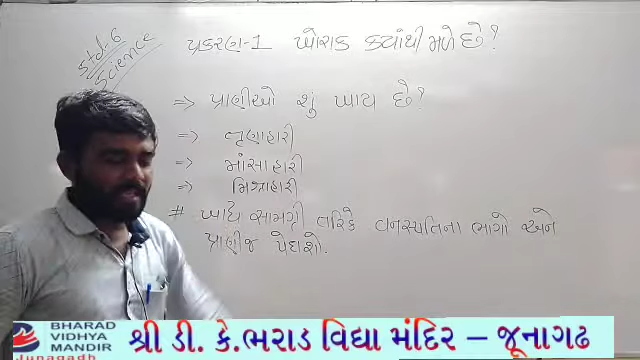 Std-6
Science
પ્રકરણ-1 ખોરાક ક્યાંથી મળે છે?
⇒ પ્રાણીઓ શું ખાય છે?
⇒ તૃણાહારી
⇒ માંસાહારી
⇒ મિશ્રાહારી
# ખાદ્ય સામગ્રી તરિકે વનસ્પતિના ભાગો અને
પ્રાણીજ પેદાશો.
BHARAD
VIDHYA
MANDIR
Junagadh
શ્રી ડી. કે.ભરાડ વિદ્યા મંદિર – જૂનાગઢ